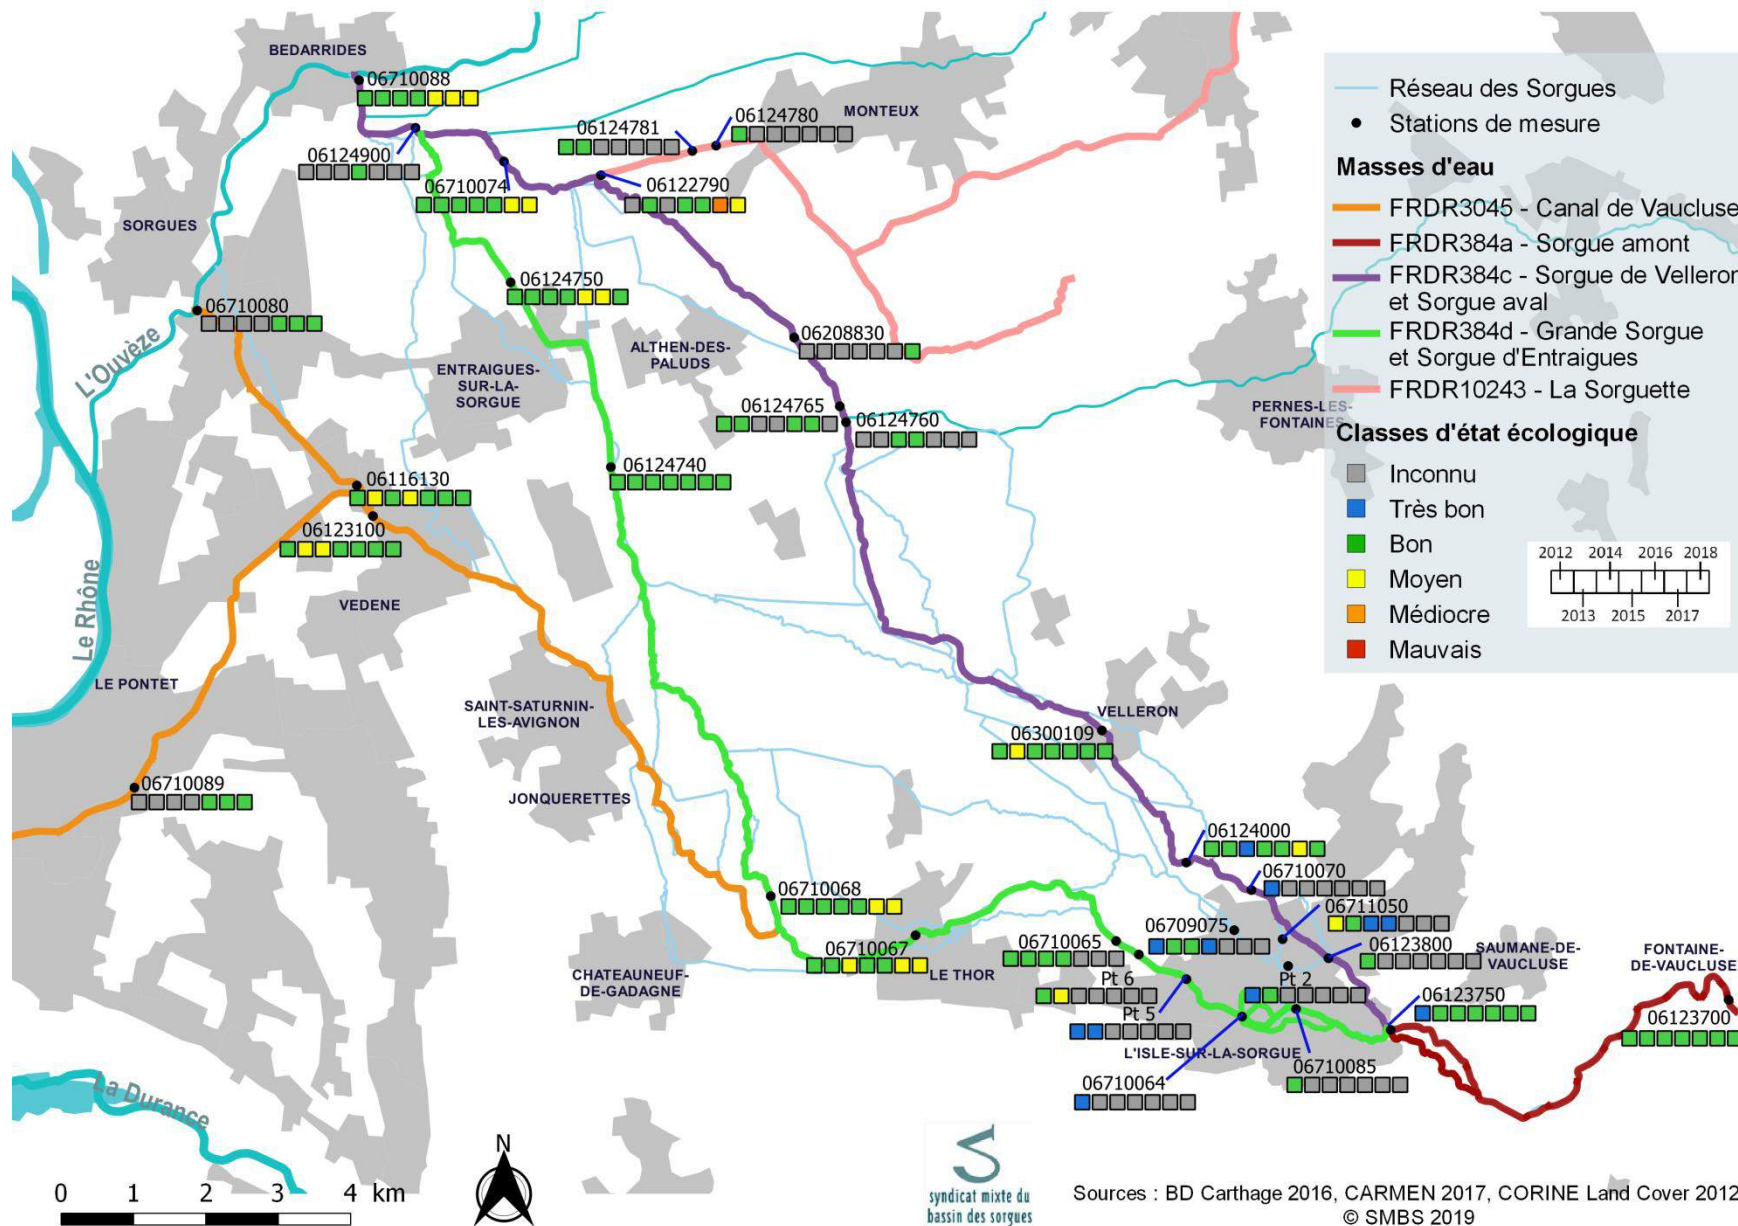 BEDARRIDES
06710088
MONTEUX
06124781
06124780
06124900
06710074
06122790
SORGUES
06710080
06124750
L'Ouvèze
ENTRAIGUES-
SUR-LA-
SORGUE
ALTHEN-DES-
PALUDS
06208830
06124765
06124760
PERNES-LES-
FONTAINES
06124740
06116130
06123100
Le Rhône
VEDENE
LE PONTET
SAINT-SATURNIN-
LES-AVIGNON
VELLERON
06300109
06710089
JONQUERETTES
06124000
06710070
06710068
06711050
06709075
06710067
06710065
LE THOR
06123800
SAUMANE-DE-
VAUCLUSE
FONTAINE-
DE-VAUCLUSE
CHATEAUNEUF-
DE-GADAGNE
Pt 6
Pt 2
Pt 5
06123750
06123700
L'ISLE-SUR-LA-SORGUE
06710064
06710085
La Durance
Réseau des Sorgues
Stations de mesure
Masses d'eau
FRDR3045 - Canal de Vaucluse
FRDR384a - Sorgue amont
FRDR384c - Sorgue de Velleron
et Sorgue aval
FRDR384d - Grande Sorgue
et Sorgue d'Entraigues
FRDR10243 - La Sorguette
Classes d'état écologique
Inconnu
Très bon
Bon
Moyen
Médiocre
Mauvais
2012 2014 2016 2018
2013 2015 2017
N
0 1 2 3 4 km
syndicat mixte du
bassin des sorgues
Sources : BD Carthage 2016, CARMEN 2017, CORINE Land Cover 2012
© SMBS 2019